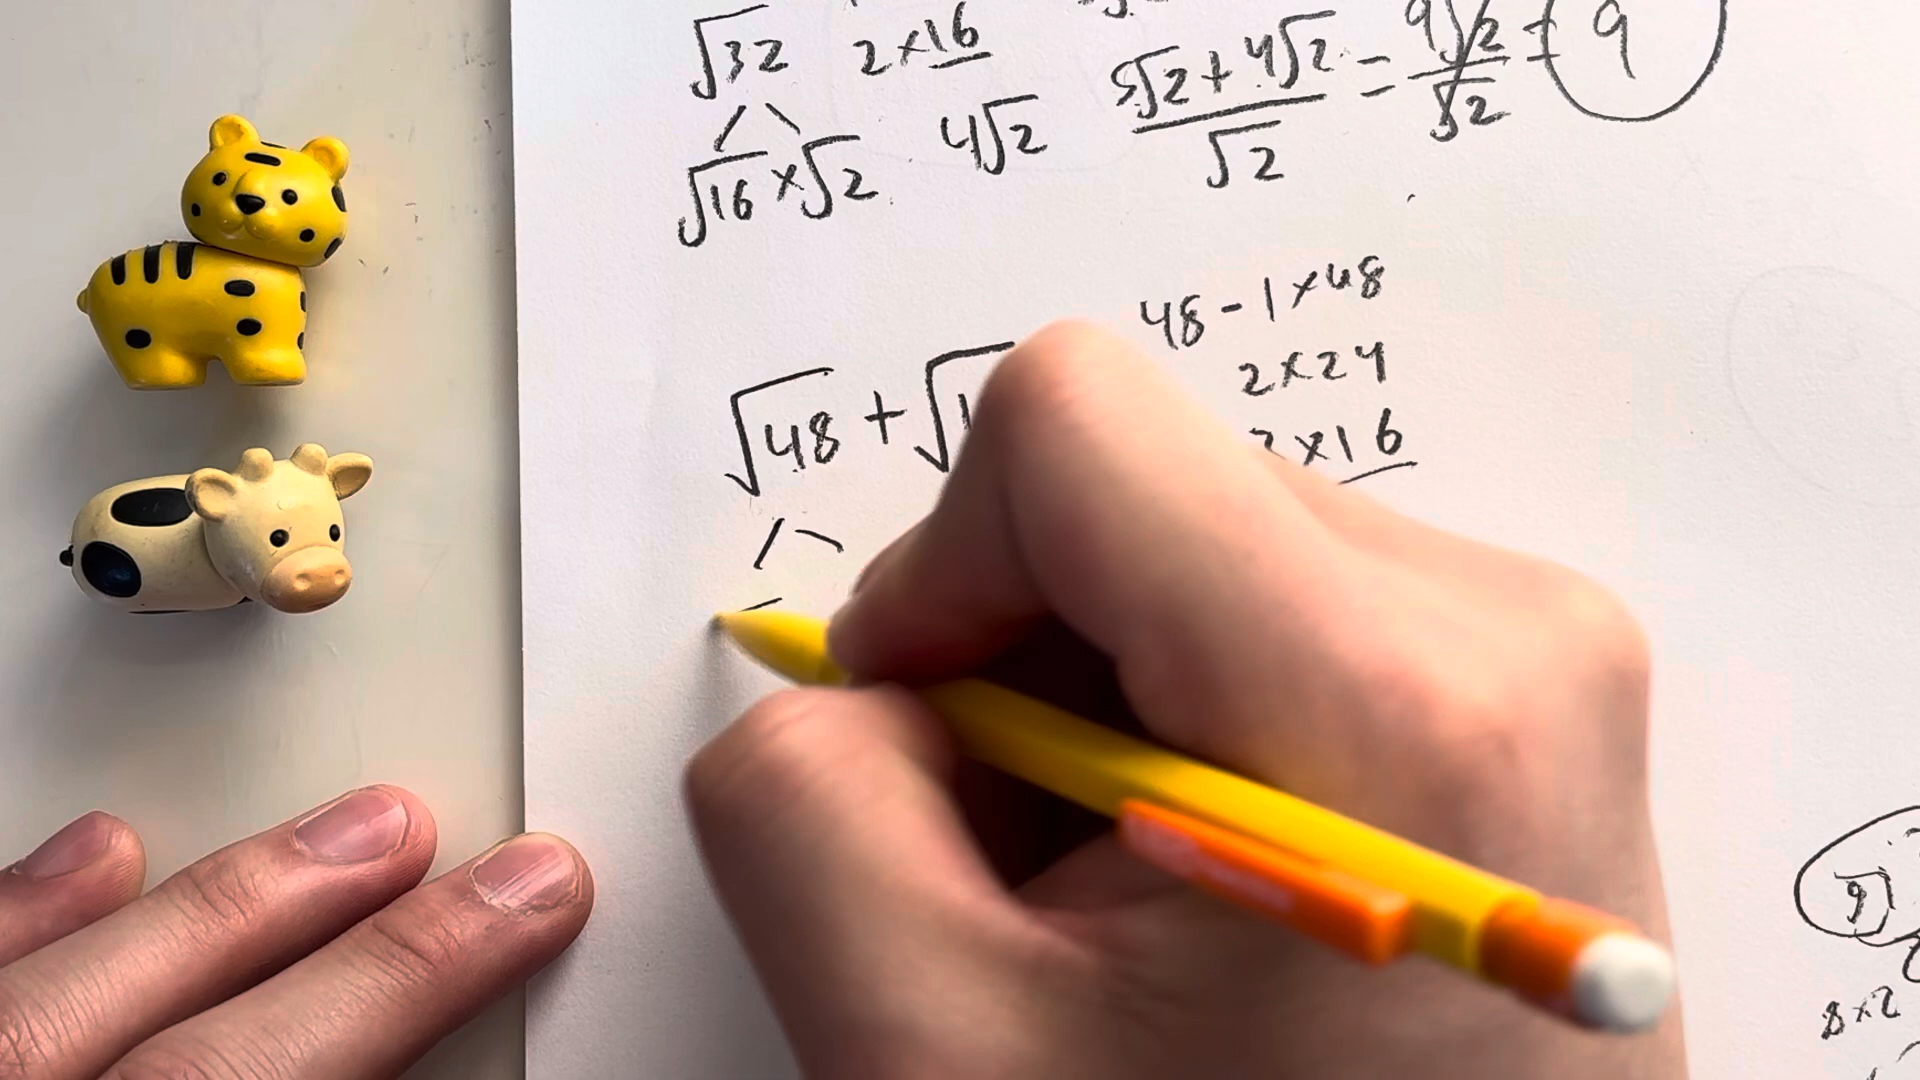 √32 2×16
5√2 + 4√2 / √2 = 9√2 / √2 = 9
√16 × √2 4√2
48 - 1×48
2×24
×16
√48 + √1
9
8×2